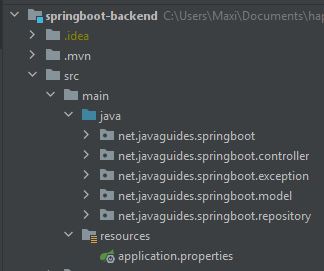 springboot-backend C:\Users\Maxi\Documents\hap
.idea
.mvn
src
main
java
net.javaguides.springboot
net.javaguides.springboot.controller
net.javaguides.springboot.exception
net.javaguides.springboot.model
net.javaguides.springboot.repository
resources
application.properties